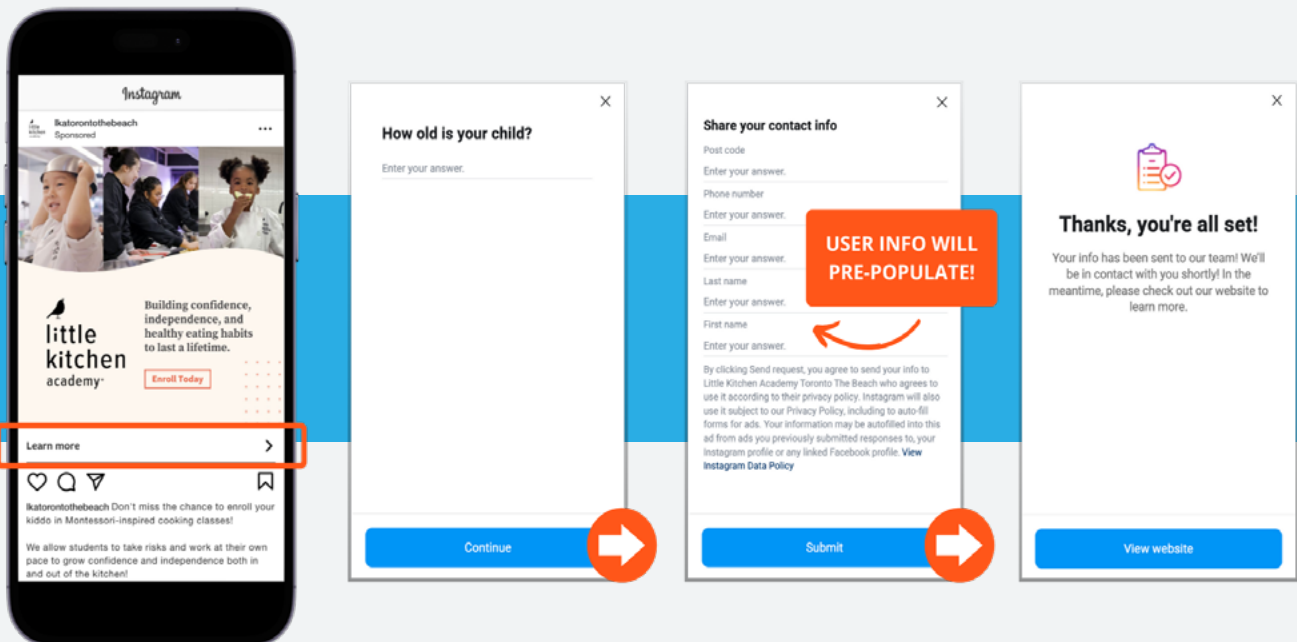 Instagram
lkatorontothebeach
Sponsored
little
kitchen
academy
Building confidence,
independence, and
healthy eating habits
to last a lifetime.
Enroll Today
Learn more
lkatorontothebeach Don't miss the chance to enroll your
kiddo in Montessori-inspired cooking classes!
We allow students to take risks and work at their own
pace to grow confidence and independence both in
and out of the kitchen!
How old is your child?
Enter your answer.
Continue
Share your contact info
Post code
Enter your answer.
Phone number
Enter your answer.
Email
Enter your answer.
Last name
Enter your answer.
First name
Enter your answer.
USER INFO WILL
PRE-POPULATE!
By clicking Send request, you agree to send your info to
Little Kitchen Academy Toronto The Beach who agrees to
use it according to their privacy policy. Instagram will also
use it subject to our Privacy Policy, including to auto-fill
forms for ads. Your information may be autofilled into this
ad from ads you previously submitted responses to, your
Instagram profile or any linked Facebook profile. View
Instagram Data Policy
Submit
Thanks, you're all set!
Your info has been sent to our team! We'll
be in contact with you shortly! In the
meantime, please check out our website to
learn more.
View website